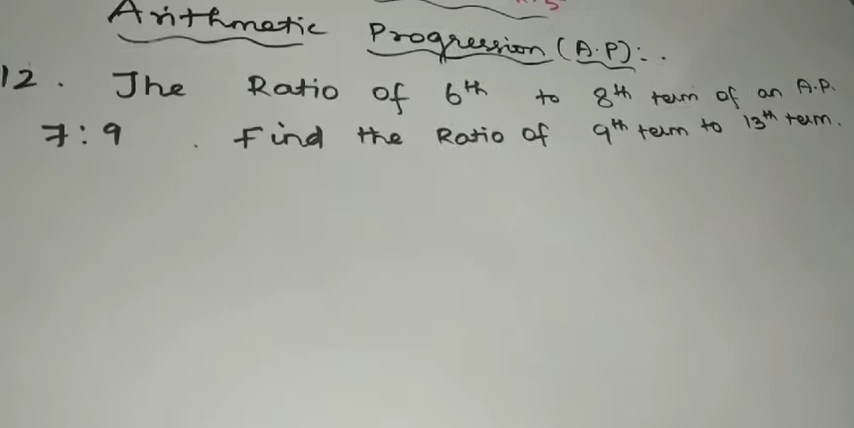 Arithmetic Progression (A.P):.
12. The Ratio of 6th to 8th term of an A.P.
7:9. Find the Ratio of 9th term to 13th term.